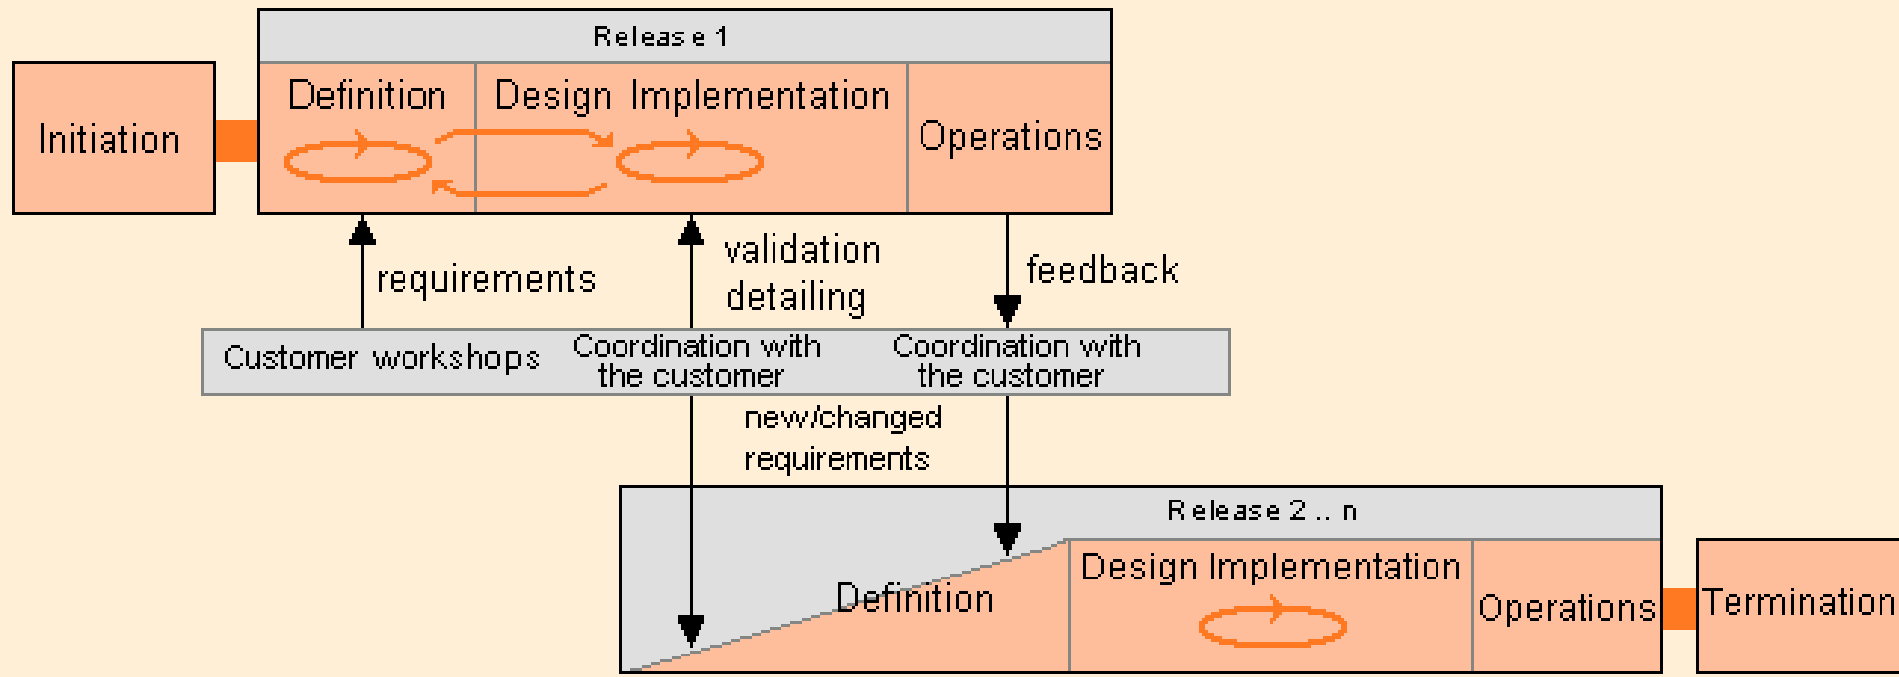 Release 1
Initiation
Definition
Design Implementation
Operations
requirements
validation
detailing
feedback
Customer workshops
Coordination with
the customer
Coordination with
the customer
new/changed
requirements
Release 2 .. n
Definition
Design Implementation
Operations
Termination